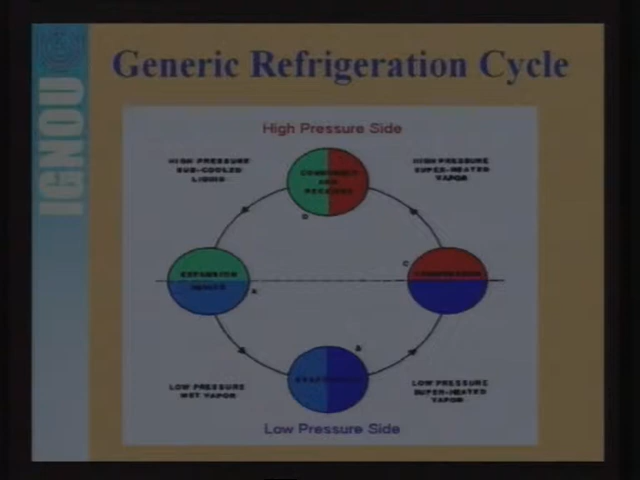 IGNOU
Generic Refrigeration Cycle
High Pressure Side
HIGH PRESSURE
SUB-COOLED
LIQUID
HIGH PRESSURE
SUPER-HEATED
VAPOR
AND
D
C
EXPANSION
DEVICE
COMPRESSOR
A
B
EVAPORATOR
LOW PRESSURE
WET VAPOR
LOW PRESSURE
SUPER-HEATED
VAPOR
Low Pressure Side